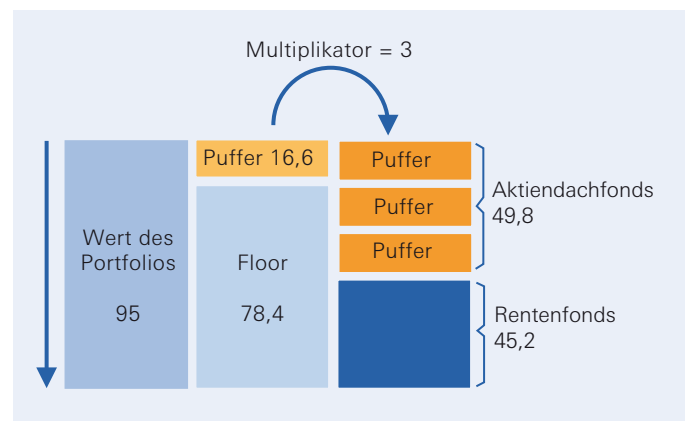 Multiplikator = 3
Puffer 16,6
Puffer
Puffer
Puffer
Aktiendachfonds
49,8
Wert des
Portfolios
95
Floor
78,4
Rentenfonds
45,2